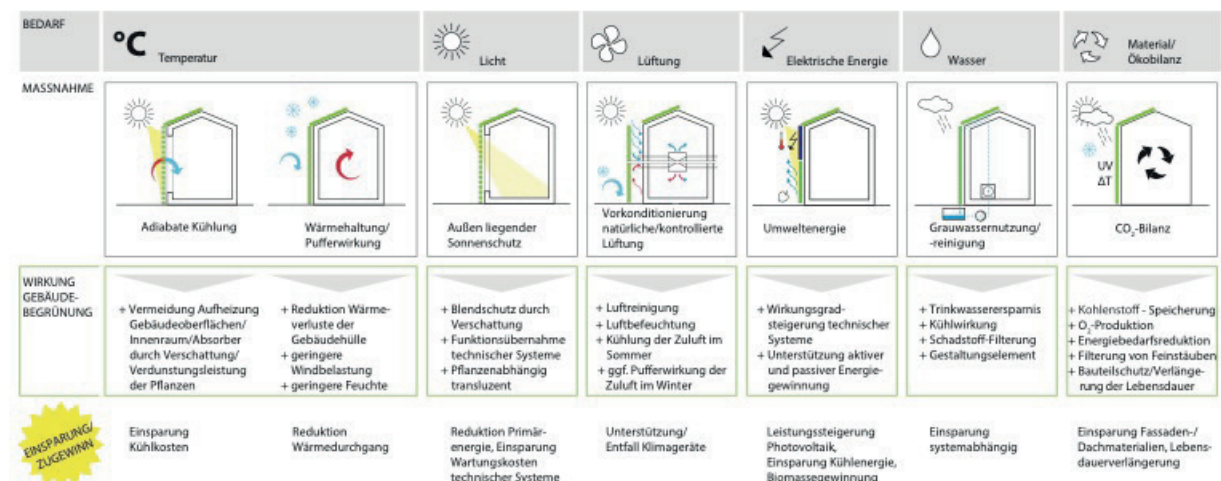 BEDARF
°C Temperatur
Licht
Lüftung
Elektrische Energie
Wasser
Material/
Ökobilanz
MASSNAHME
Adiabate Kühlung
Wärmehaltung/
Pufferwirkung
Außen liegender
Sonnenschutz
Vorkonditionierung
natürliche/kontrollierte
Lüftung
Umweltenergie
Grauwassernutzung/
-reinigung
UV
ΔT
CO₂-Bilanz
WIRKUNG
GEBÄUDE-
BEGRÜNUNG
+ Vermeidung Aufheizung
Gebäudeoberflächen/
Innenraum/Absorber
durch Verschattung/
Verdunstungsleistung
der Pflanzen
+ Reduktion Wärme-
verluste der
Gebäudehülle
+ geringere
Windbelastung
+ geringere Feuchte
+ Blendschutz durch
Verschattung
+ Funktionsübernahme
technischer Systeme
+ Pflanzenabhängig
transluzent
+ Luftreinigung
+ Luftbefeuchtung
+ Kühlung der Zuluft im
Sommer
+ ggf. Pufferwirkung der
Zuluft im Winter
+ Wirkungsgrad-
steigerung technischer
Systeme
+ Unterstützung aktiver
und passiver Energie-
gewinnung
+ Trinkwasserersparnis
+ Kühlwirkung
+ Schadstoff-Filterung
+ Gestaltungselement
+ Kohlenstoff - Speicherung
+ O₂-Produktion
+ Energiebedarfsreduktion
+ Filterung von Feinstäuben
+ Bauteilschutz/Verlänge-
rung der Lebensdauer
EINSPARUNG/
ZUGEWINN
Einsparung
Kühlkosten
Reduktion
Wärmedurchgang
Reduktion Primär-
energie, Einsparung
Wartungskosten
technischer Systeme
Unterstützung/
Entfall Klimageräte
Leistungssteigerung
Photovoltaik,
Einsparung Kühlenergie,
Biomassegewinnung
Einsparung
systemabhängig
Einsparung Fassaden-/
Dachmaterialien, Lebens-
dauerverlängerung